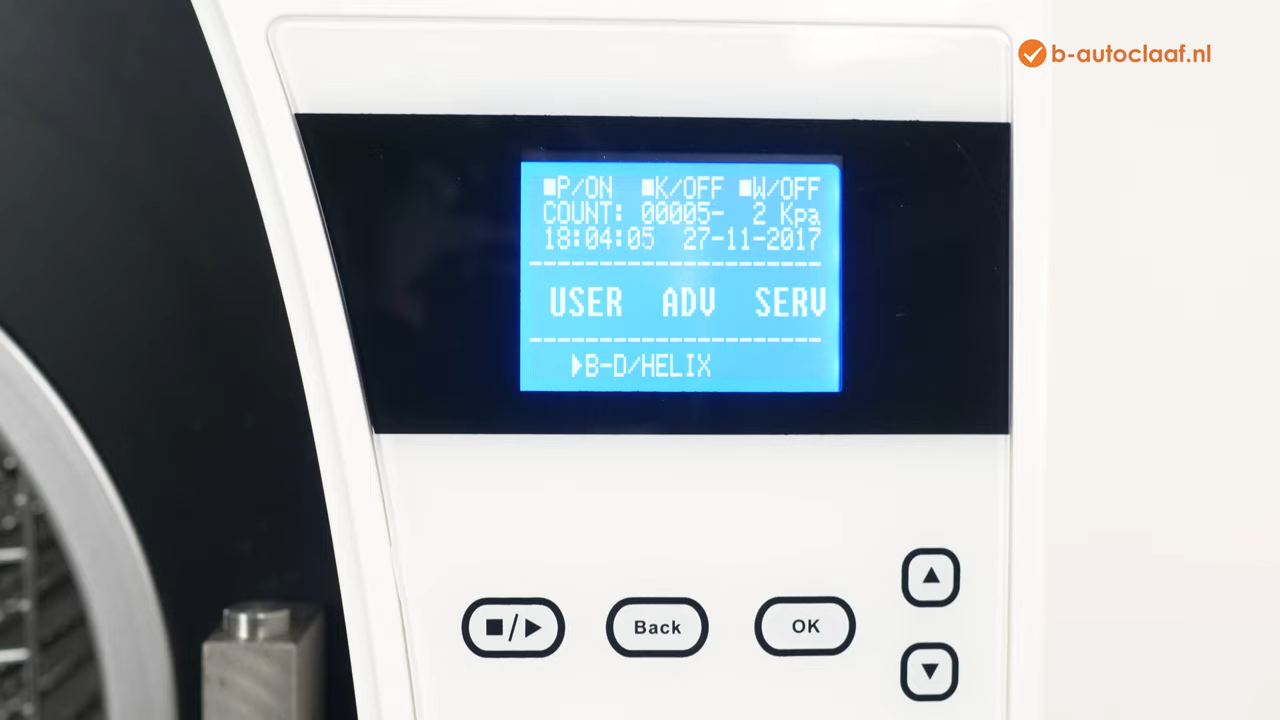 b-autoclaaf.nl
■P/ON ■K/OFF ■W/OFF
COUNT: 00005- 2 Kpa
18:04:05 27-11-2017
USER ADV SERV
▶B-D/HELIX
■/▶ Back OK
▲
▼